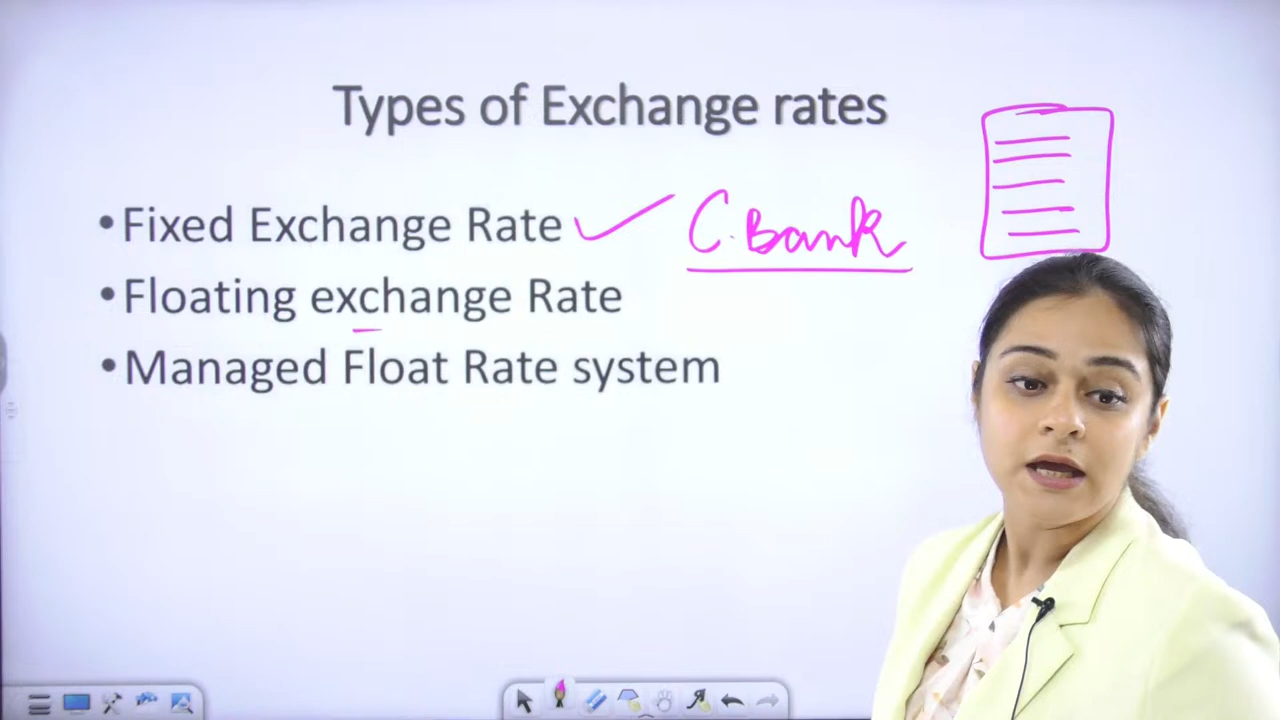 Types of Exchange rates
•Fixed Exchange Rate C.Bank
•Floating exchange Rate
•Managed Float Rate system